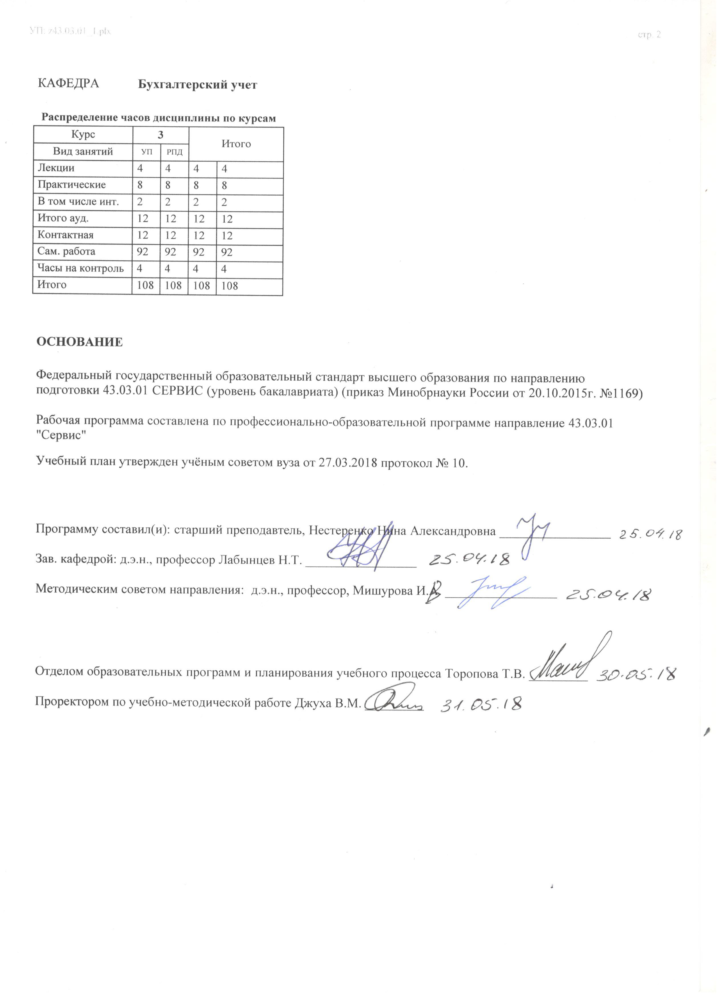 УП: z43.03.01_1.plx
стр. 2
КАФЕДРА Бухгалтерский учет
Распределение часов дисциплины по курсам
Курс 3 Итого
Вид занятий УП РПД
Лекции 4 4 4 4
Практические 8 8 8 8
В том числе инт. 2 2 2 2
Итого ауд. 12 12 12 12
Контактная 12 12 12 12
Сам. работа 92 92 92 92
Часы на контроль 4 4 4 4
Итого 108 108 108 108
ОСНОВАНИЕ
Федеральный государственный образовательный стандарт высшего образования по направлению
подготовки 43.03.01 СЕРВИС (уровень бакалавриата) (приказ Минобрнауки России от 20.10.2015г. №1169)
Рабочая программа составлена по профессионально-образовательной программе направление 43.03.01
"Сервис"
Учебный план утвержден учёным советом вуза от 27.03.2018 протокол № 10.
Программу составил(и): старший преподавтель, Нестеренко Нина Александровна 25.04.18
Зав. кафедрой: д.э.н., профессор Лабынцев Н.Т. 25.04.18
Методическим советом направления: д.э.н., профессор, Мишурова И.В. 25.04.18
Отделом образовательных программ и планирования учебного процесса Торопова Т.В. 30.05.18
Проректором по учебно-методической работе Джуха В.М. 31.05.18